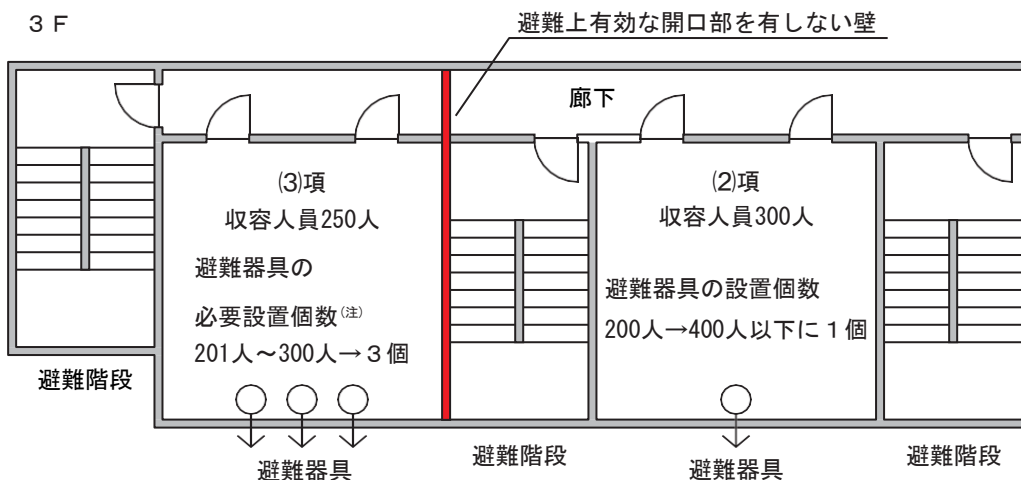 3F
避難上有効な開口部を有しない壁
廊下
⑶項
収容人員250人
避難器具の
必要設置個数(注)
201人～300人→3個
⑵項
収容人員300人
避難器具の設置個数
200人→400人以下に1個
避難階段
避難器具
避難階段
避難器具
避難階段